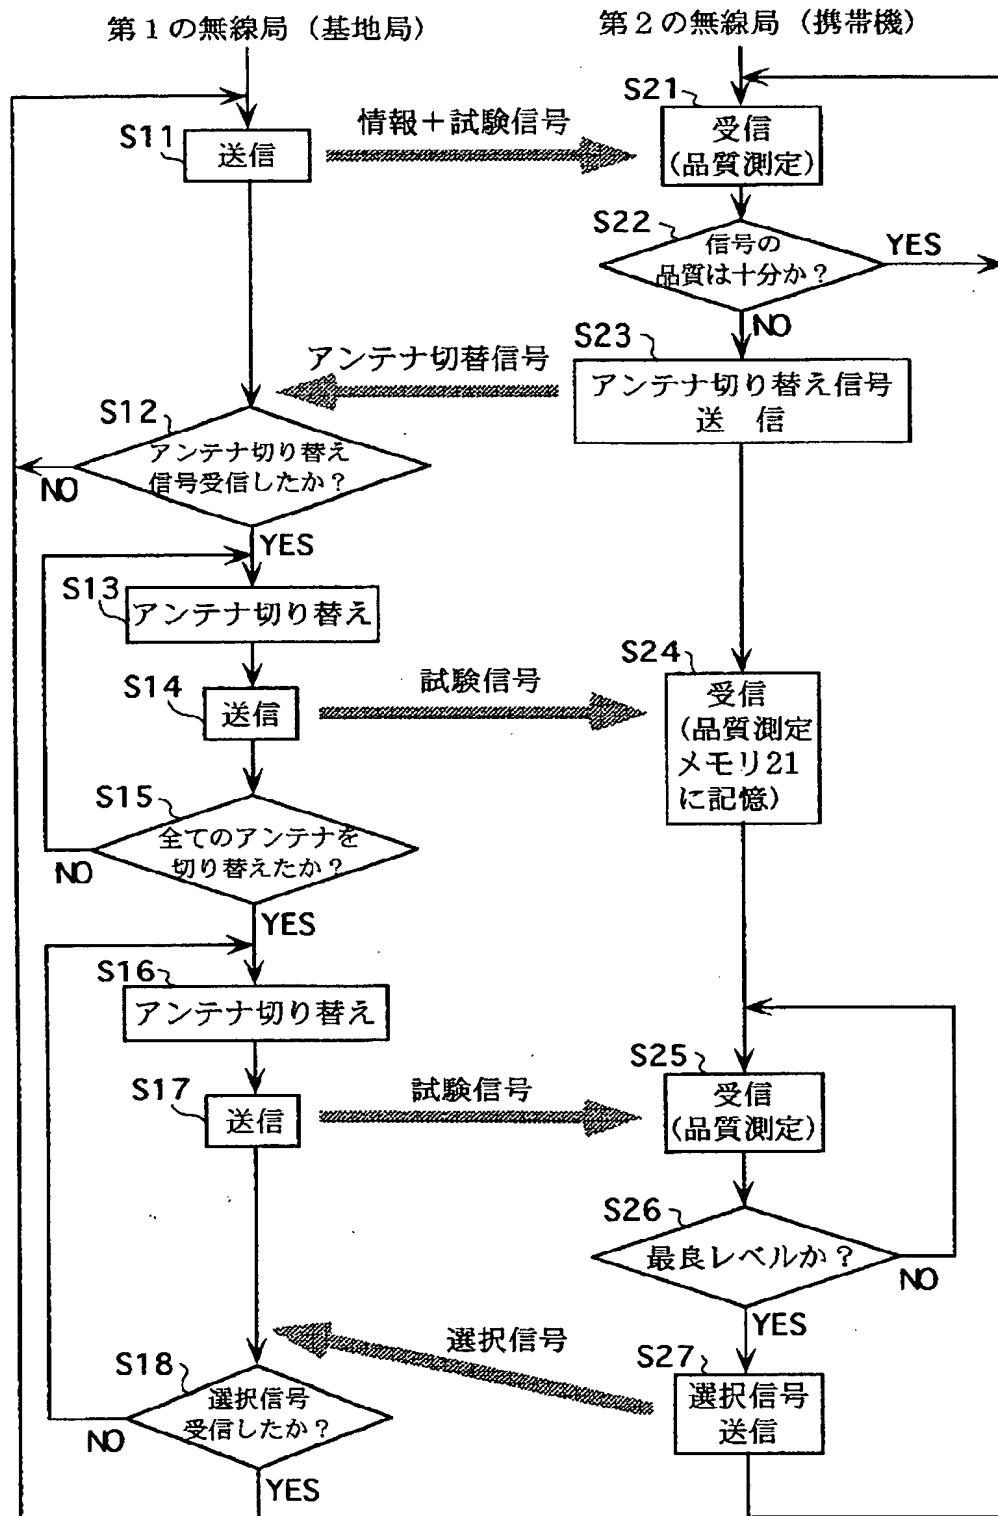 第1の無線局（基地局）
第2の無線局（携帯機）
S11
送信
情報＋試験信号
S21
受信
（品質測定）
S22
信号の
品質は十分か？
YES
NO
S23
アンテナ切り替え信号
送　信
アンテナ切替信号
S12
アンテナ切り替え
信号受信したか？
NO
YES
S13
アンテナ切り替え
S14
送信
試験信号
S24
受信
（品質測定
メモリ21
に記憶）
S15
全てのアンテナを
切り替えたか？
NO
YES
S16
アンテナ切り替え
S17
送信
試験信号
S25
受信
（品質測定）
S26
最良レベルか？
NO
YES
S27
選択信号
送信
選択信号
S18
選択信号
受信したか？
NO
YES